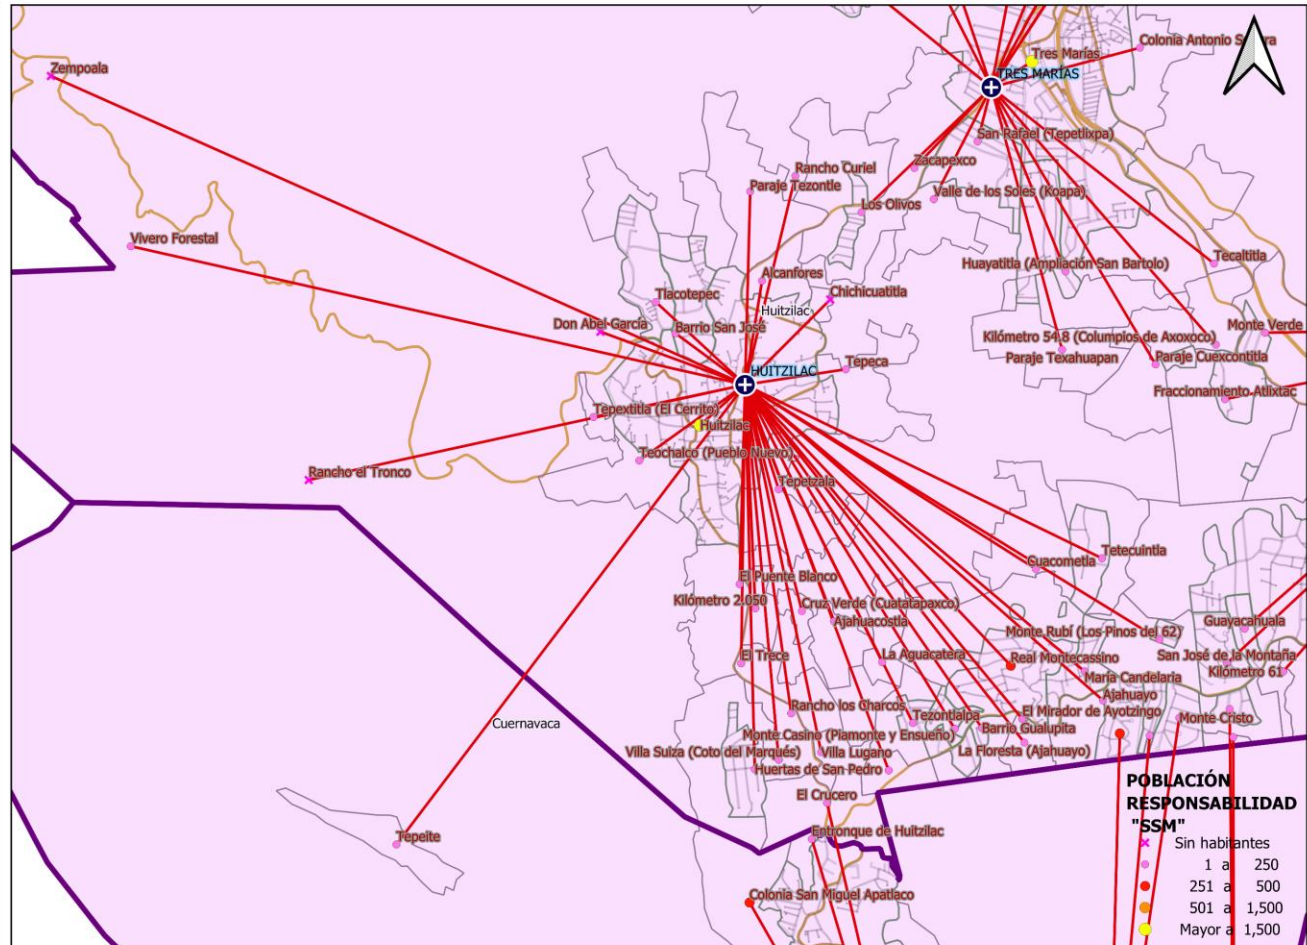 Colonia Antonio S
Tres Marías
Zempoala
TRES MARÍAS
San Rafael (Tepetlixpa)
Zacapexco
Rancho Curiel
Paraje Tezontle
Valle de los Soles (Koapa)
Los Olivos
Vivero Forestal
Tecaltitla
Huayatitla (Ampliación San Bartolo)
Alcanfores
Chichicuatitla
Tlacotepec
Huitzilac
Don Abel García
Barrio San José
Monte Verde
Kilómetro 54.8 (Columpios de Axoxoco)
Paraje Texahuapan
Paraje Cuexcontitla
Tepeca
HUITZILAC
Fraccionamiento Atlixtac
Tepextitla (El Cerrito)
Huitzilac
Teochalco (Pueblo Nuevo)
Rancho el Tronco
Tepetzala
Tetecuintla
Cuacometla
El Puente Blanco
Kilómetro 2.050
Cruz Verde (Cuatatapaxco)
Ajahuacostla
Guayacahuala
Monte Rubí (Los Pinos del 62)
El Trece
La Aguacatera
Real Montecassino
San José de la Montaña
Kilómetro 61
María Candelaria
Ajahuayo
Rancho los Charcos
Tezontlalpa
El Mirador de Ayotzingo
Monte Cristo
Cuernavaca
Monte Casino (Piamonte y Ensueño)
Barrio Gualupita
Villa Suiza (Coto del Marqués)
Villa Lugano
La Floresta (Ajahuayo)
Huertas de San Pedro
El Crucero
Entronque de Huitzilac
Tepeite
Colonia San Miguel Apatlaco
POBLACIÓN
RESPONSABILIDAD
"SSM"
Sin habitantes
1 a 250
251 a 500
501 a 1,500
Mayor a 1,500